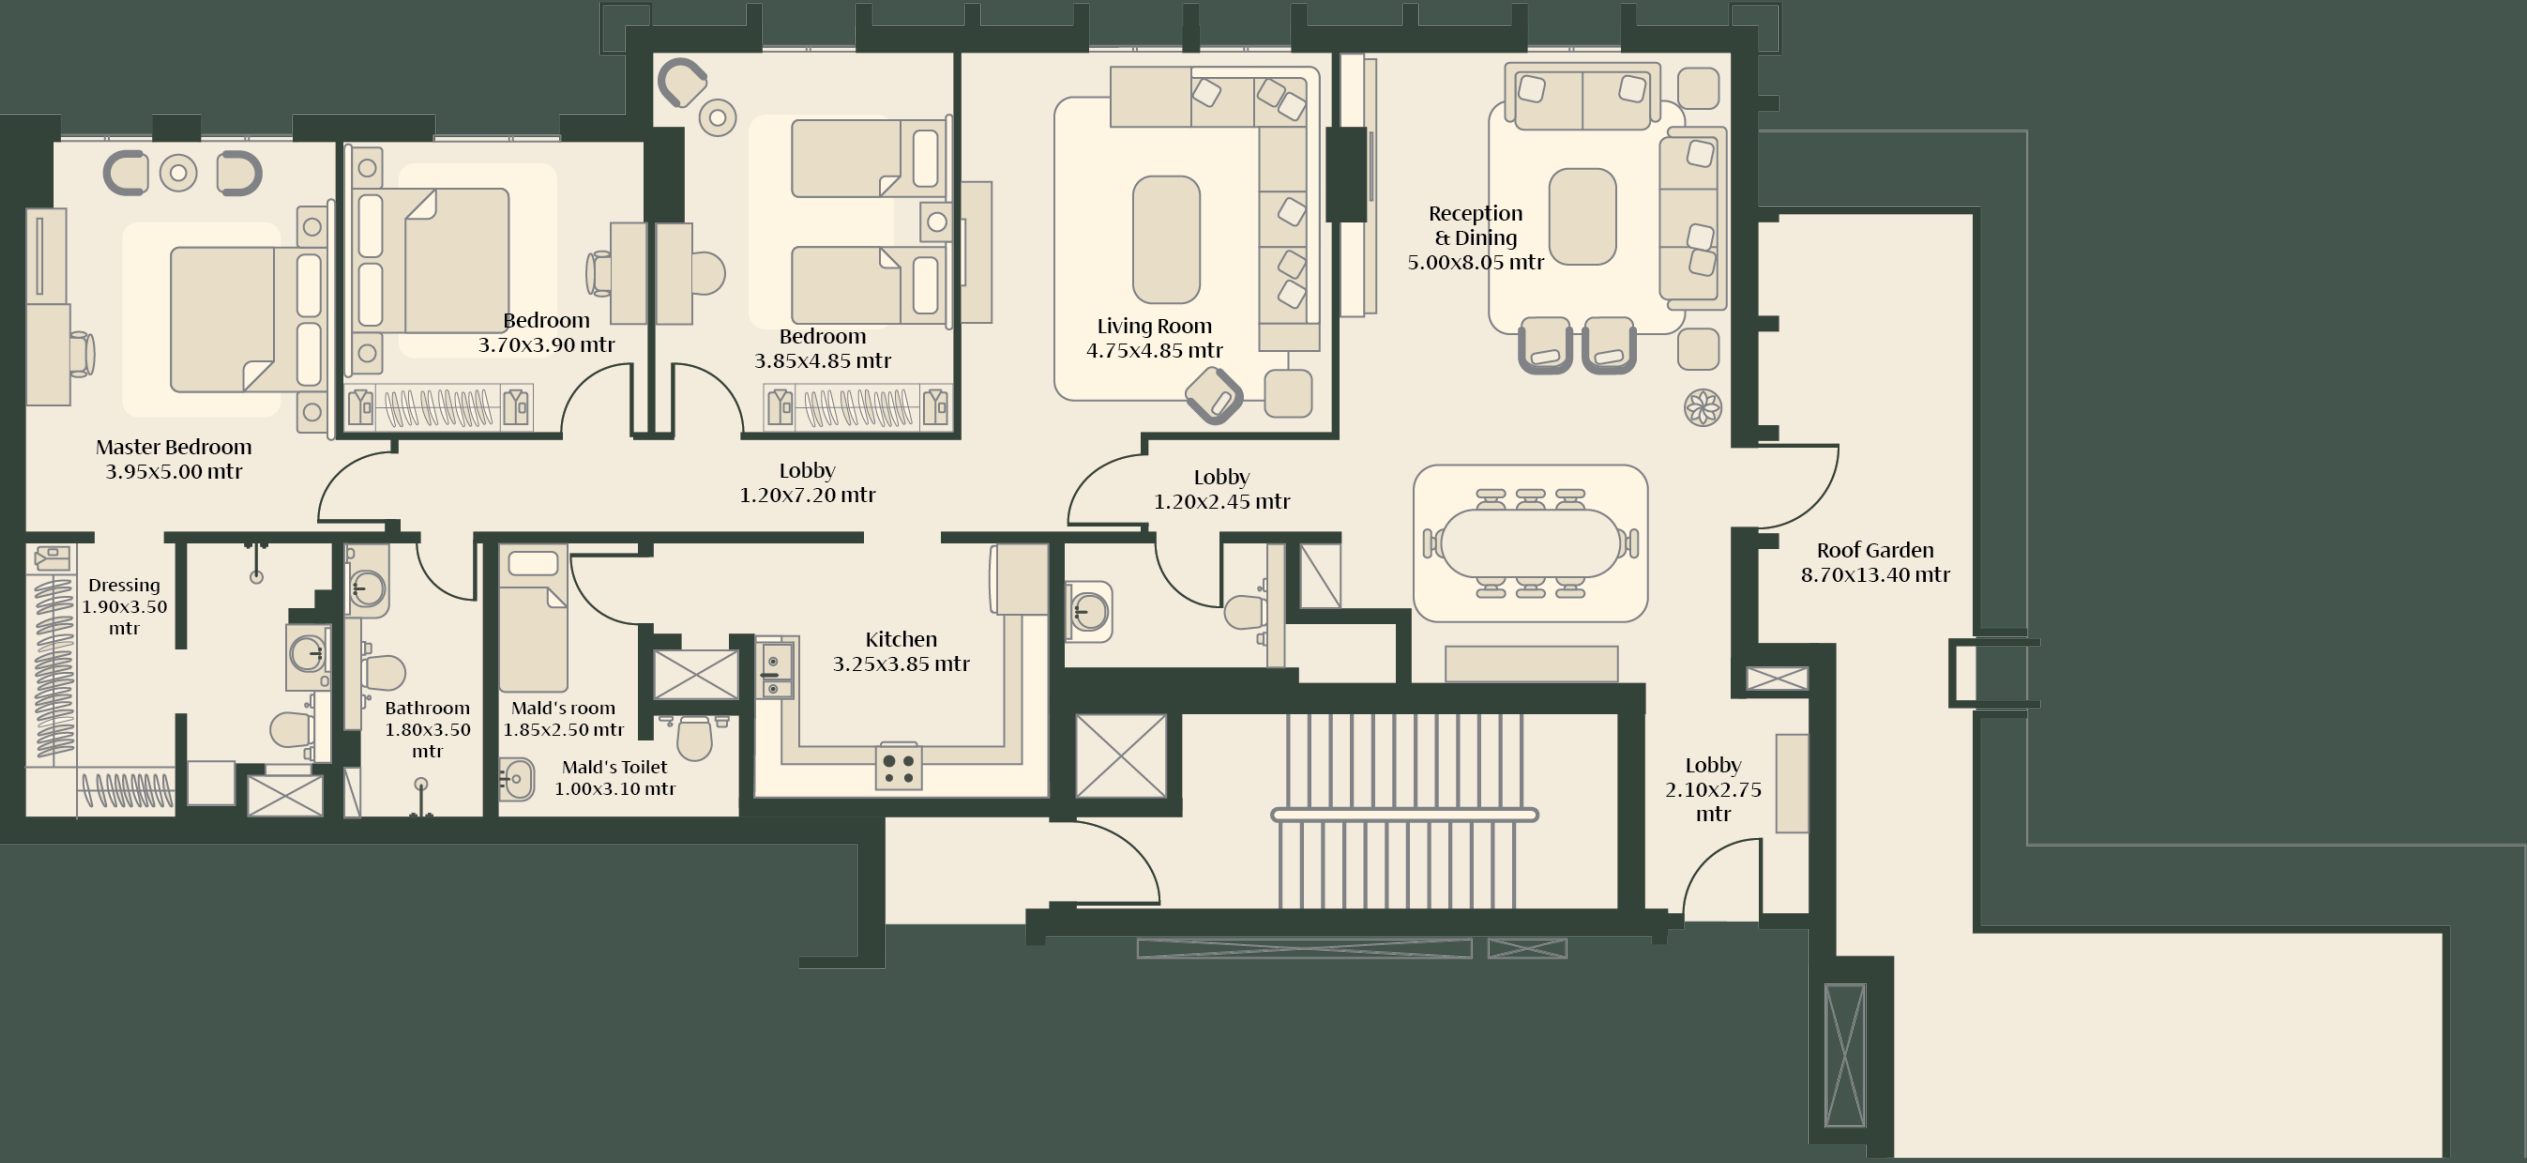 Reception
& Dining
5.00x8.05 mtr
Bedroom
3.70x3.90 mtr
Bedroom
3.85x4.85 mtr
Living Room
4.75x4.85 mtr
Master Bedroom
3.95x5.00 mtr
Lobby
1.20x7.20 mtr
Lobby
1.20x2.45 mtr
Roof Garden
8.70x13.40 mtr
Dressing
1.90x3.50
mtr
Kitchen
3.25x3.85 mtr
Bathroom
1.80x3.50
mtr
Mald's room
1.85x2.50 mtr
Mald's Toilet
1.00x3.10 mtr
Lobby
2.10x2.75
mtr